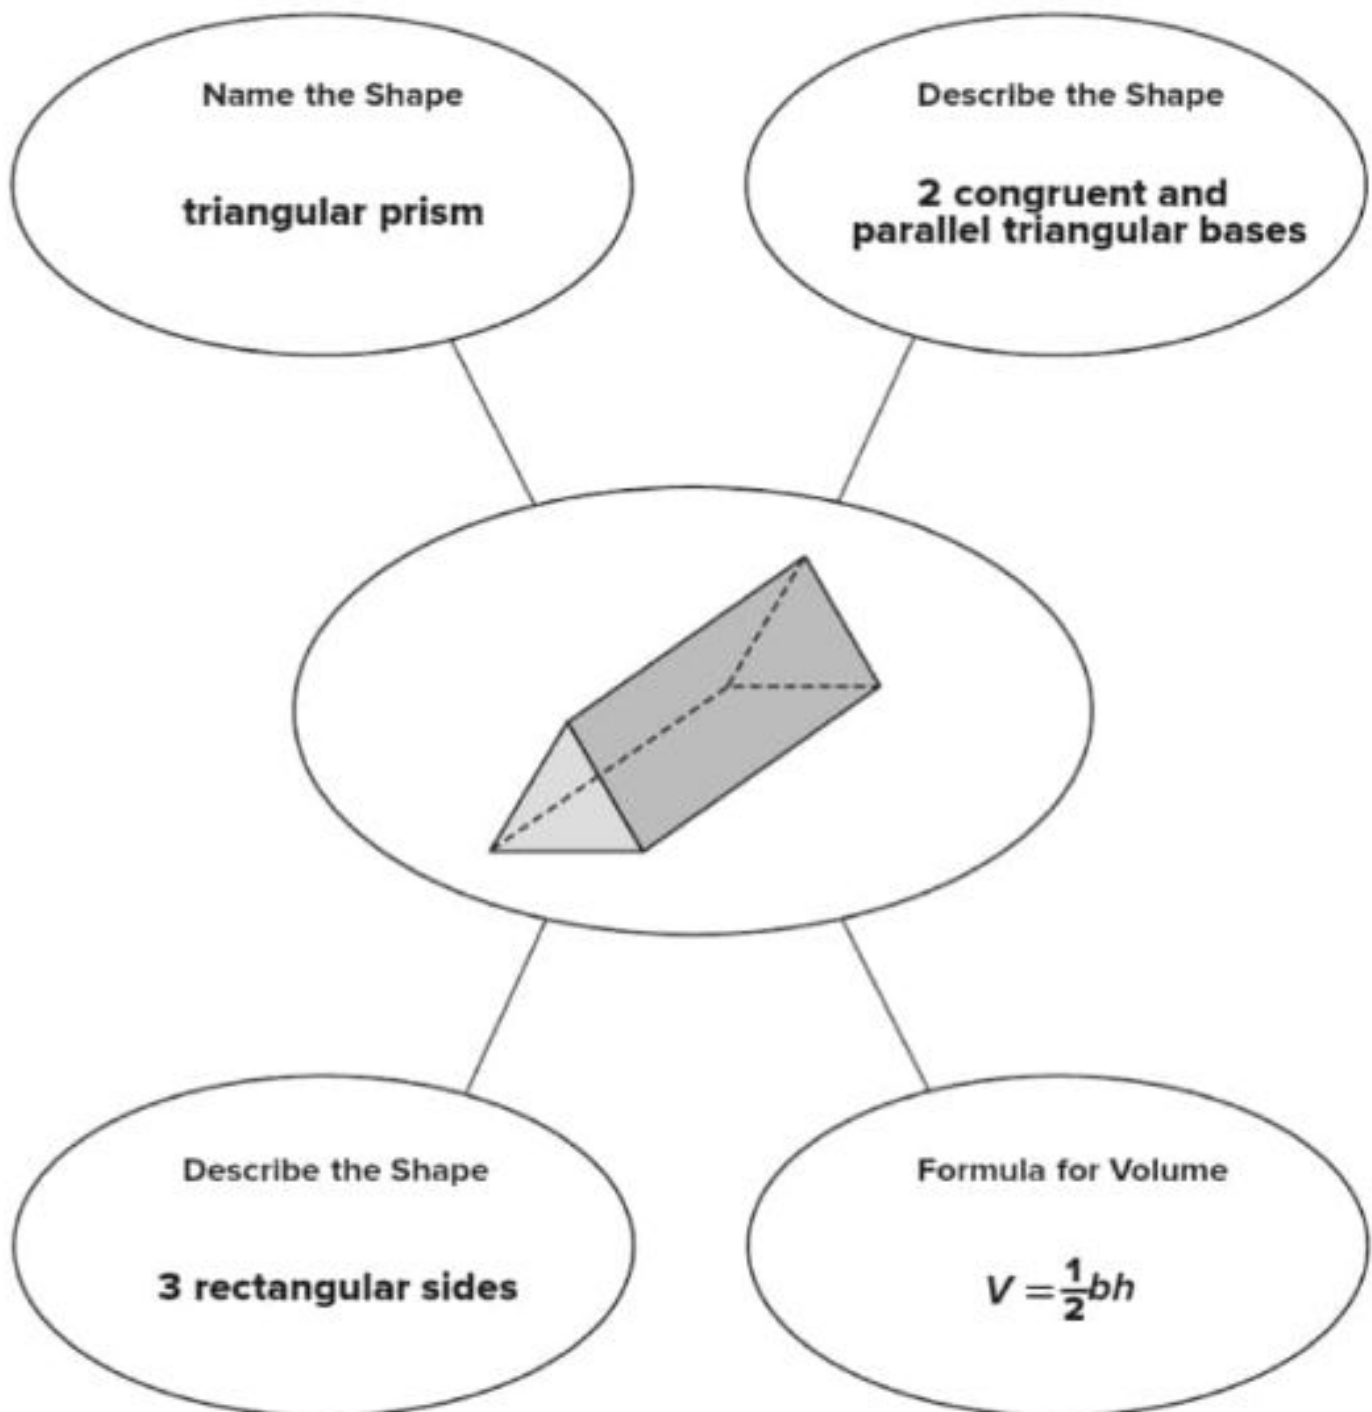 Name the Shape
triangular prism
Describe the Shape
2 congruent and
parallel triangular bases
Describe the Shape
3 rectangular sides
Formula for Volume
V = 1/2 bh